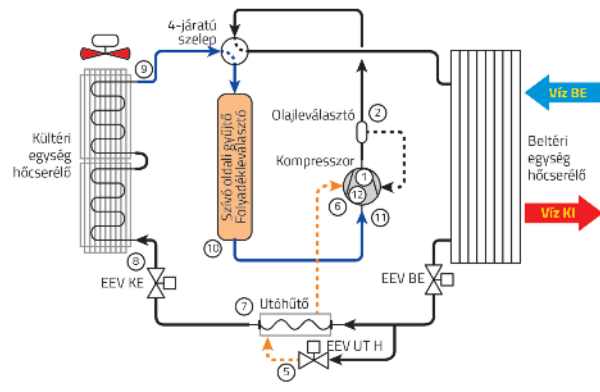 4-járatú
szelep
9
Kültéri
egység
hőcserélő
Szívó oldali gyűjtő
Folyadékleválasztó
Olajleválasztó
2
Kompresszor
1
12
6
11
10
Víz BE
Beltéri
egység
hőcserélő
Víz KI
8
EEV KE
7
Utóhűtő
EEV BE
EEV UT H
5